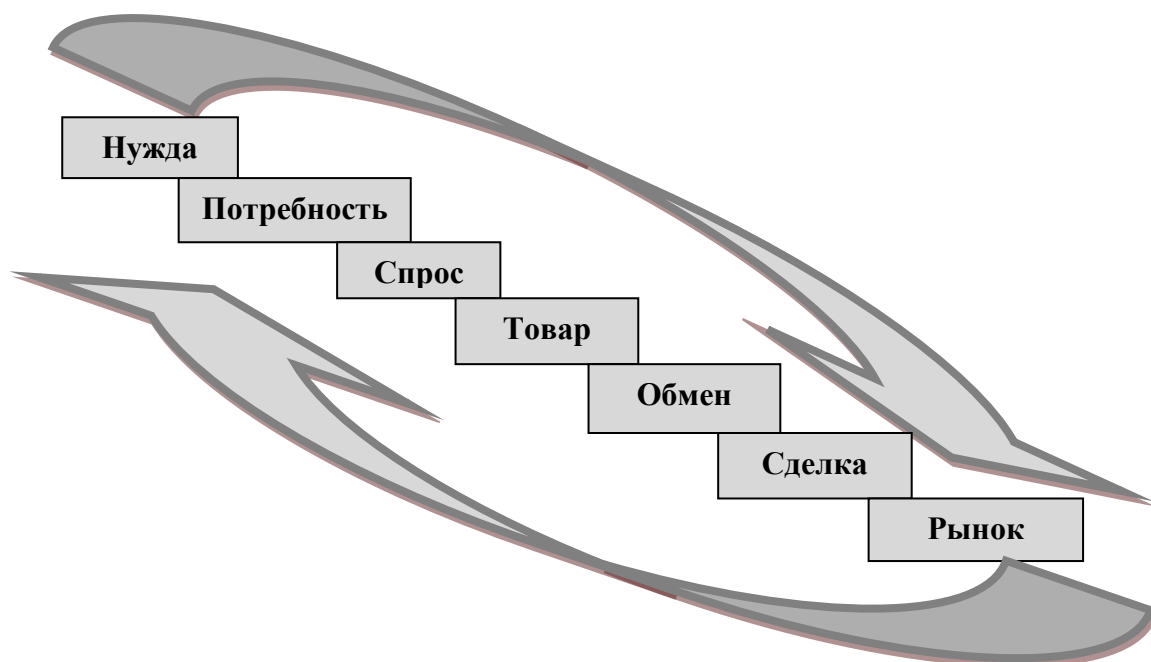 Нужда
Потребность
Спрос
Товар
Обмен
Сделка
Рынок